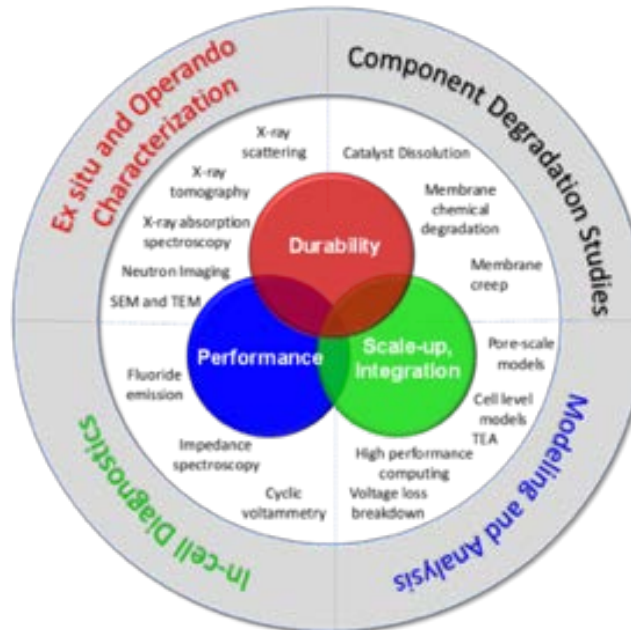 Ex situ and Operando
Characterization
Component Degradation Studies
X-ray
scattering
X-ray
tomography
X-ray absorption
spectroscopy
Neutron Imaging
SEM and TEM
Catalyst Dissolution
Membrane
chemical
degradation
Membrane
creep
Durability
Performance
Scale-up,
Integration
Fluoride
emission
Impedance
spectroscopy
Cyclic
voltammetry
Pore-scale
models
Cell level
models
TEA
High performance
computing
Voltage loss
breakdown
In-cell Diagnostics
Modeling and Analysis